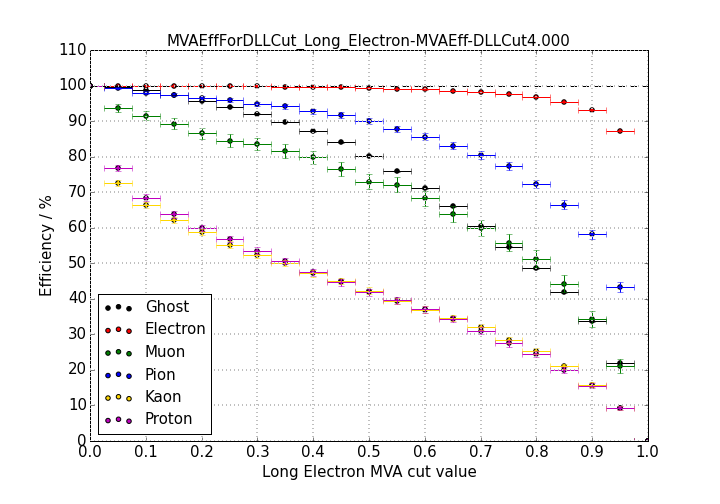 MVAEffForDLLCut_Long_Electron-MVAEff-DLLCut4.000
Efficiency / %
110
100
90
80
70
60
50
40
30
20
10
0
Ghost
Electron
Muon
Pion
Kaon
Proton
0.0 0.1 0.2 0.3 0.4 0.5 0.6 0.7 0.8 0.9 1.0
Long Electron MVA cut value